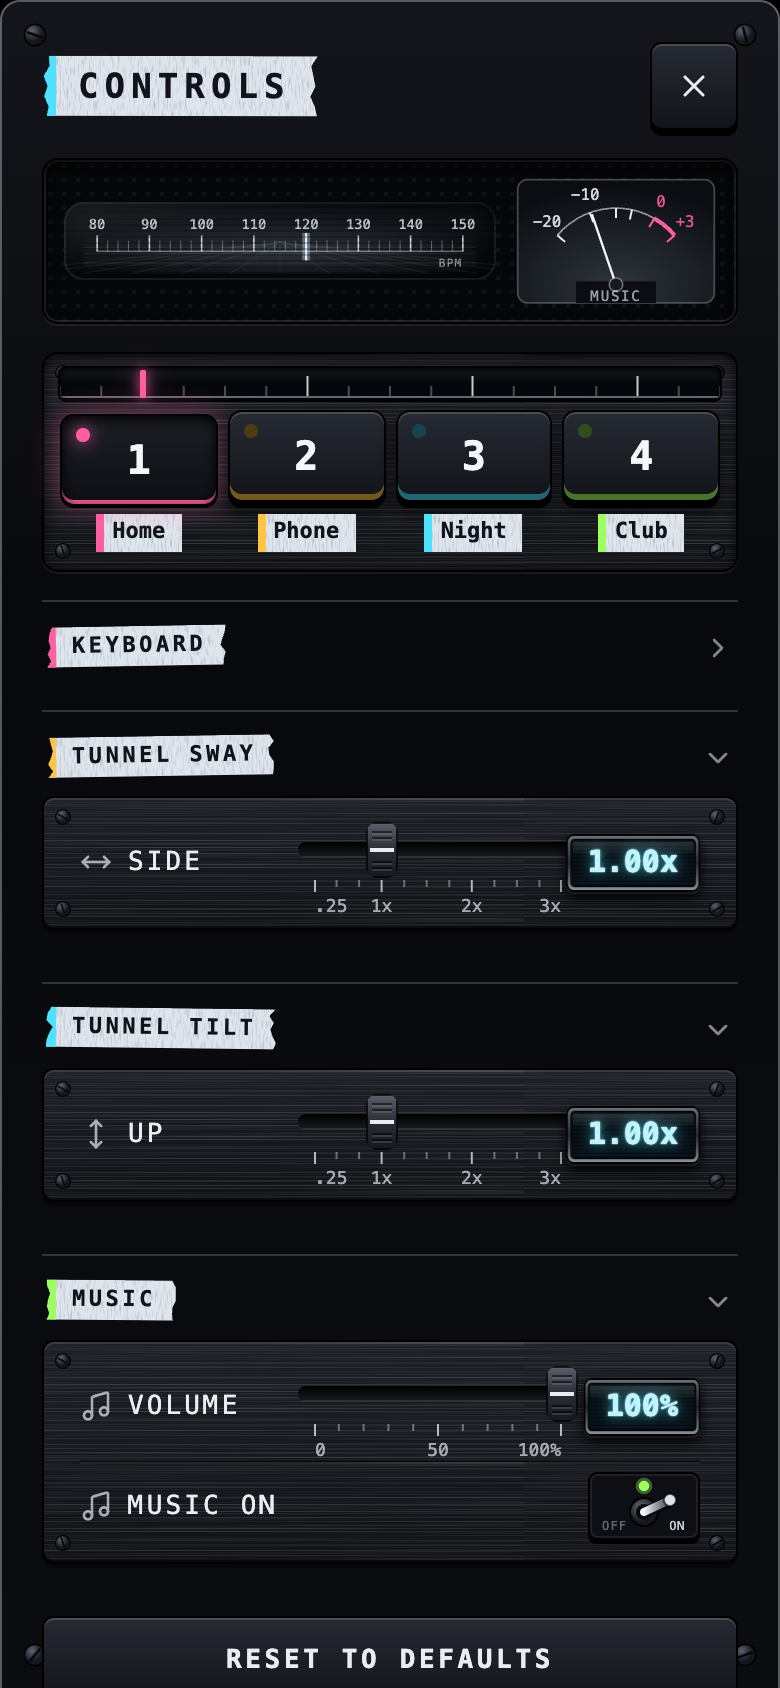 CONTROLS
80 90 100 110 120 130 140 150
BPM
-20 -10 0 +3
MUSIC
1 2 3 4
Home Phone Night Club
KEYBOARD
TUNNEL SWAY
SIDE 1.00x
.25 1x 2x 3x
TUNNEL TILT
UP 1.00x
.25 1x 2x 3x
MUSIC
VOLUME 100%
0 50 100%
MUSIC ON OFF ON
RESET TO DEFAULTS